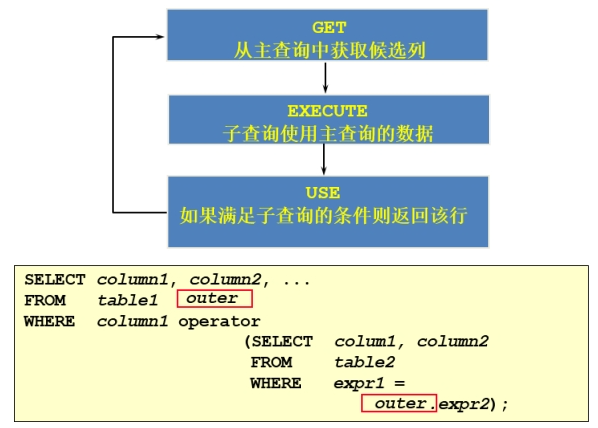 GET
从主查询中获取候选列
EXECUTE
子查询使用主查询的数据
USE
如果满足子查询的条件则返回该行
SELECT column1, column2, ...
FROM table1 outer
WHERE column1 operator
(SELECT colum1, column2
FROM table2
WHERE expr1 =
outer.expr2);